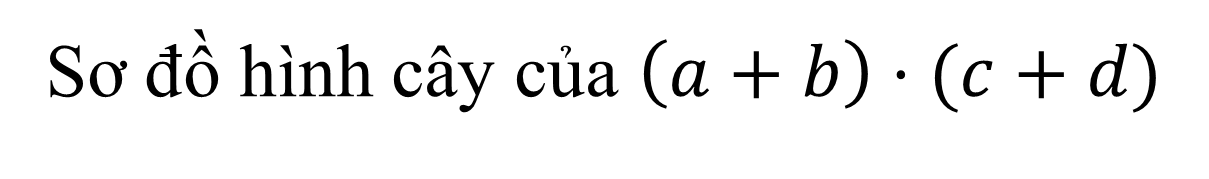 Sơ đồ hình cây của (a + b) · (c + d)